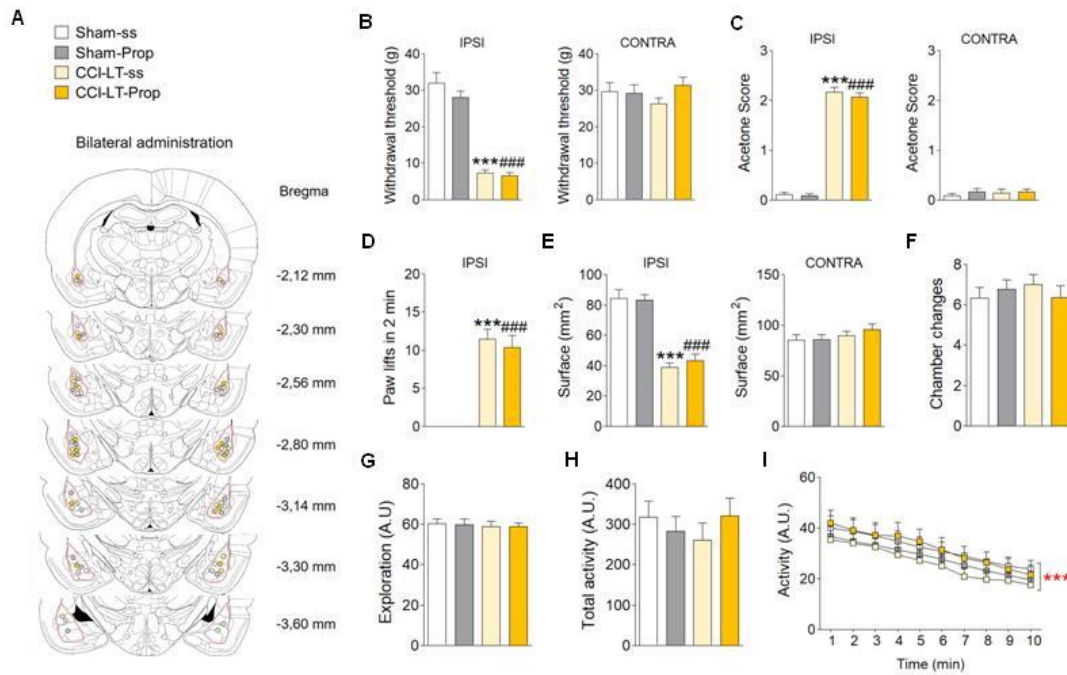 A
Sham-ss
Sham-Prop
CCI-LT-ss
CCI-LT-Prop
Bilateral administration
Bregma
-2,12 mm
-2,30 mm
-2,56 mm
-2,80 mm
-3,14 mm
-3,30 mm
-3,60 mm
B
IPSI
Withdrawal threshold (g)
40
30
20
10
0
***
###
CONTRA
Withdrawal threshold (g)
40
30
20
10
0
C
IPSI
Acetone Score
3
2
1
0
***
###
CONTRA
Acetone Score
3
2
1
0
D
IPSI
Paw lifts in 2 min
20
15
10
5
0
***
###
E
IPSI
Surface (mm²)
100
80
60
40
20
0
***
###
CONTRA
Surface (mm²)
150
100
50
0
F
Chamber changes
8
6
4
2
0
G
Exploration (A.U)
80
60
40
20
0
H
Total activity (A.U.)
400
300
200
100
0
I
Activity (A.U.)
60
40
20
0
***
1 2 3 4 5 6 7 8 9 10
Time (min)